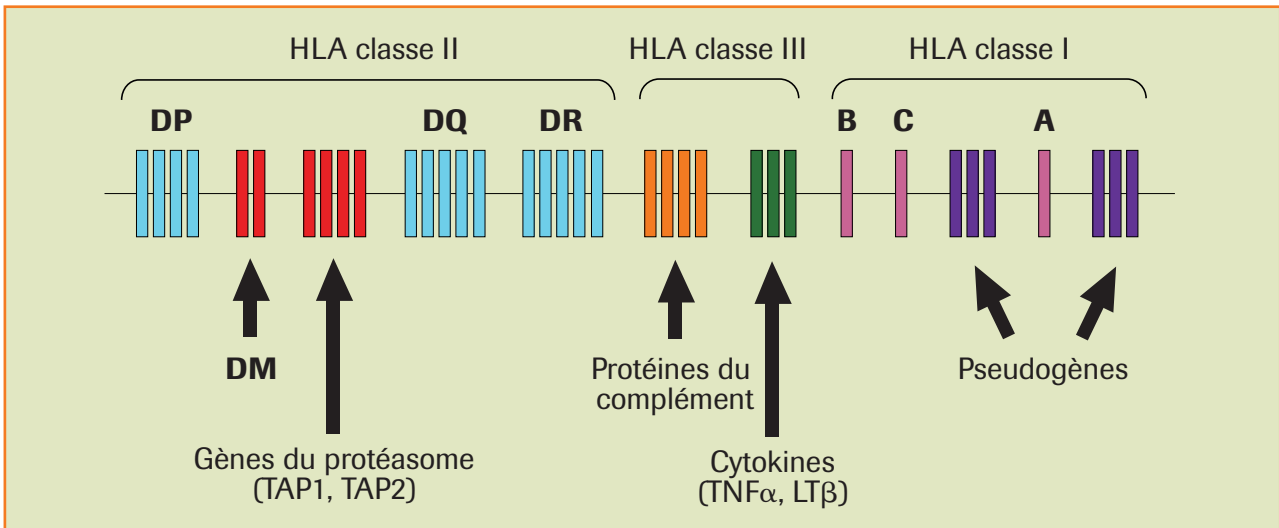 HLA classe II
HLA classe III
HLA classe I
DP
DQ
DR
B
C
A
DM
Protéines du
complément
Pseudogènes
Gènes du protéasome
(TAP1, TAP2)
Cytokines
(TNFα, LTβ)